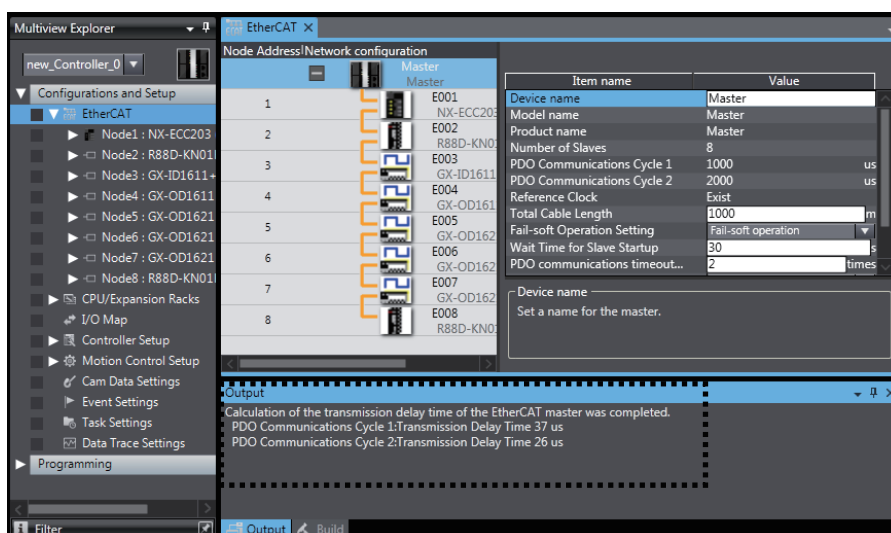 Multiview Explorer
new_Controller_0
Configurations and Setup
EtherCAT
Node1 : NX-ECC203
Node2 : R88D-KN01
Node3 : GX-ID1611+
Node4 : GX-OD1611
Node5 : GX-OD1621
Node6 : GX-OD1621
Node7 : GX-OD1621
Node8 : R88D-KN01
CPU/Expansion Racks
I/O Map
Controller Setup
Motion Control Setup
Cam Data Settings
Event Settings
Task Settings
Data Trace Settings
Programming
Filter
EtherCAT
Node Address Network configuration
Master
Master
1 E001
NX-ECC203
2 E002
R88D-KN01
3 E003
GX-ID1611
4 E004
GX-OD161
5 E005
GX-OD162
6 E006
GX-OD162
7 E007
GX-OD162
8 E008
R88D-KN01
Item name Value
Device name Master
Model name Master
Product name Master
Number of Slaves 8
PDO Communications Cycle 1 1000 us
PDO Communications Cycle 2 2000 us
Reference Clock Exist
Total Cable Length 1000 m
Fail-soft Operation Setting Fail-soft operation
Wait Time for Slave Startup 30 s
PDO communications timeout... 2 times
Device name
Set a name for the master.
Output
Calculation of the transmission delay time of the EtherCAT master was completed.
PDO Communications Cycle 1:Transmission Delay Time 37 us
PDO Communications Cycle 2:Transmission Delay Time 26 us
Output Build